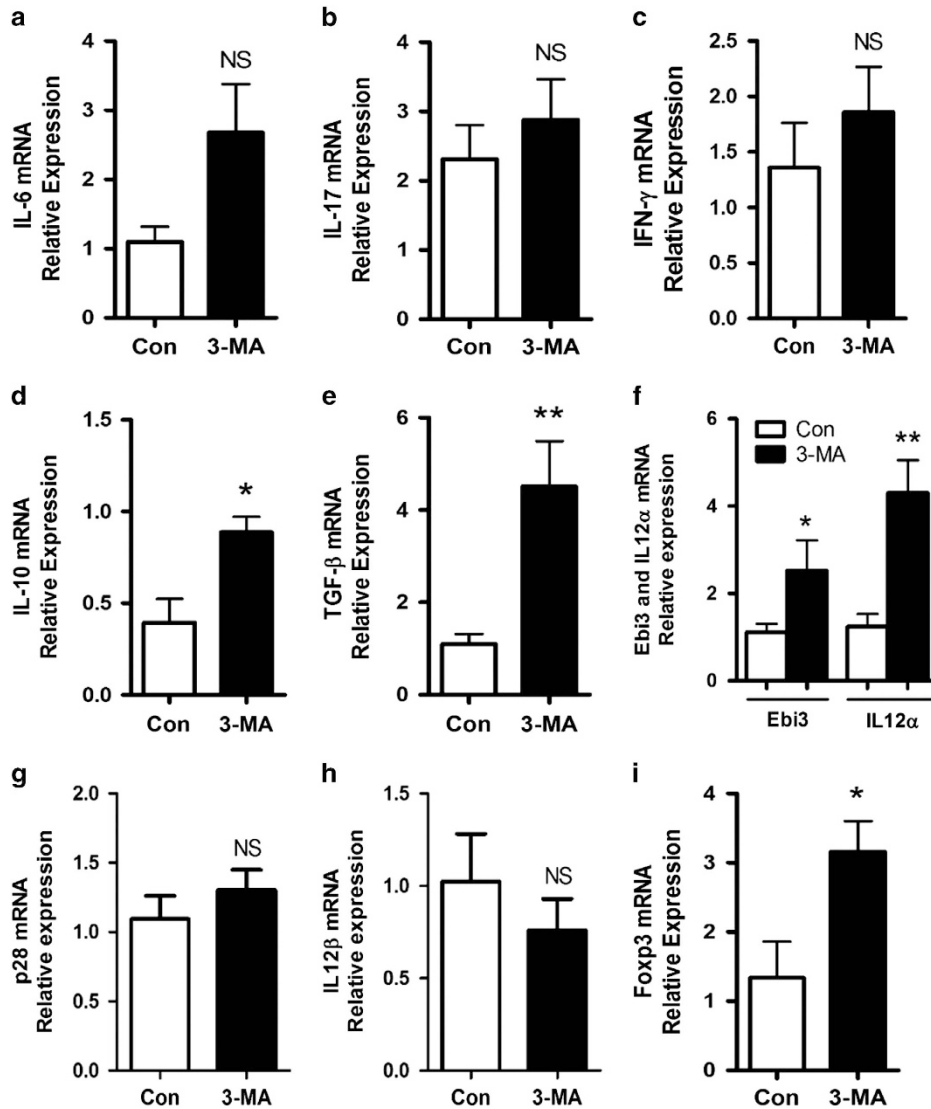 a
IL-6 mRNA
Relative Expression
4
3
2
1
0
NS
Con 3-MA
b
IL-17 mRNA
Relative Expression
4
3
2
1
0
NS
Con 3-MA
c
IFN-γ mRNA
Relative Expression
2.5
2.0
1.5
1.0
0.5
0.0
NS
Con 3-MA
d
IL-10 mRNA
Relative Expression
1.5
1.0
0.5
0.0
*
Con 3-MA
e
TGF-β mRNA
Relative Expression
6
4
2
0
**
Con 3-MA
f
Ebi3 and IL12α mRNA
Relative expression
6
4
2
0
Con
3-MA
*
**
Ebi3 IL12α
g
p28 mRNA
Relative expression
2.0
1.5
1.0
0.5
0.0
NS
Con 3-MA
h
IL12β mRNA
Relative expression
1.5
1.0
0.5
0.0
NS
Con 3-MA
i
Foxp3 mRNA
Relative Expression
4
3
2
1
0
*
Con 3-MA